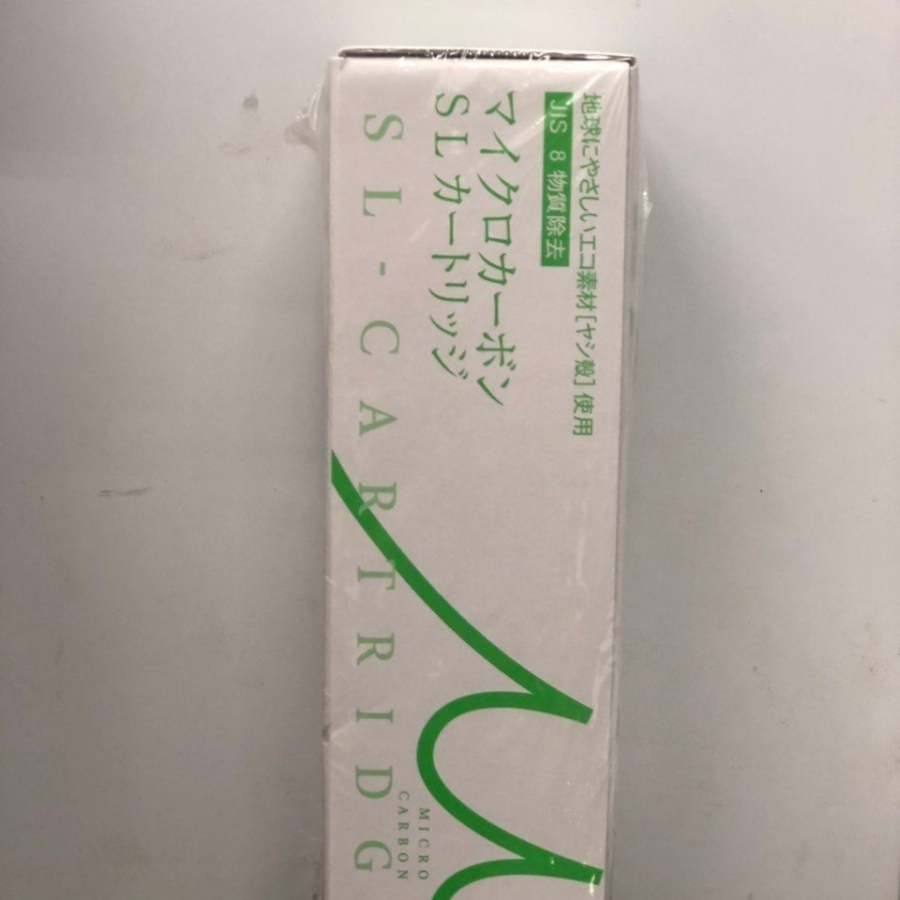 地球にやさしいエコ素材[ヤシ殻]使用
JIS 8 物質除去
マイクロカーボン
SLカートリッジ
SL-CARTRIDG
MICRO
CARBON